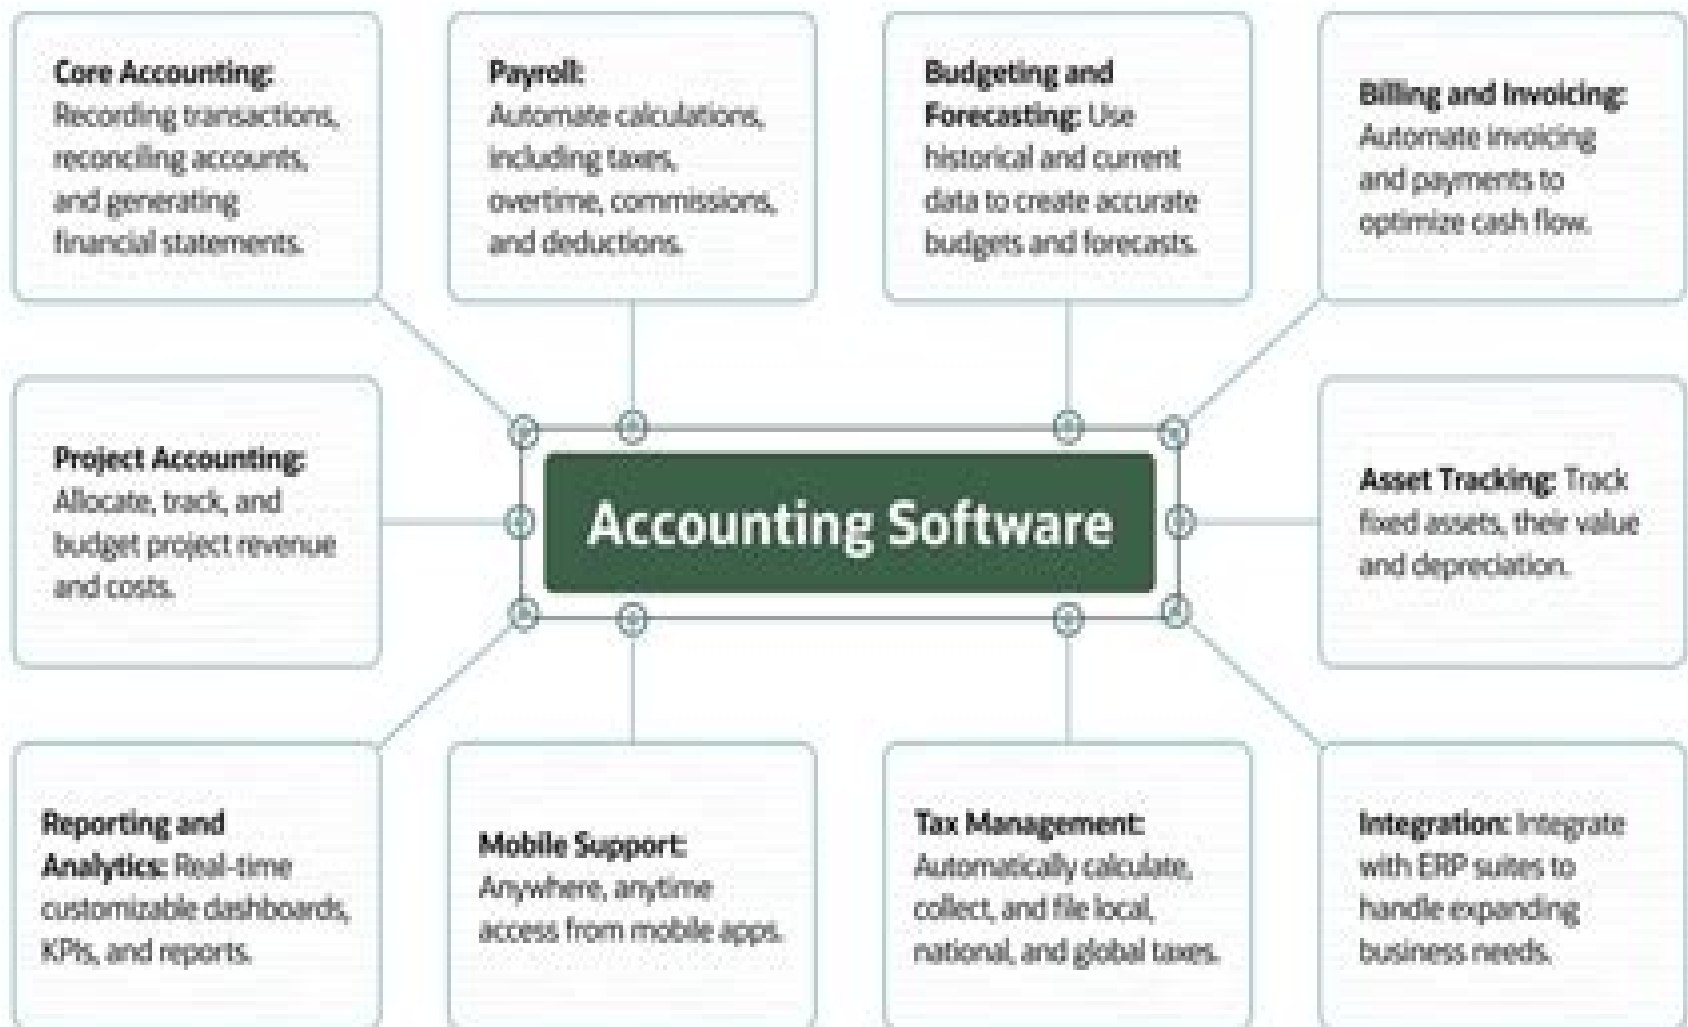 Core Accounting:
Recording transactions,
reconciling accounts,
and generating
financial statements.
Payroll:
Automate calculations,
including taxes,
overtime, commissions,
and deductions.
Budgeting and
Forecasting: Use
historical and current
data to create accurate
budgets and forecasts.
Billing and Invoicing:
Automate invoicing
and payments to
optimize cash flow.
Project Accounting:
Allocate, track, and
budget project revenue
and costs.
Accounting Software
Asset Tracking: Track
fixed assets, their value
and depreciation.
Reporting and
Analytics: Real-time
customizable dashboards,
KPIs, and reports.
Mobile Support:
Anywhere, anytime
access from mobile apps.
Tax Management:
Automatically calculate,
collect, and file local,
national, and global taxes.
Integration: Integrate
with ERP suites to
handle expanding
business needs.